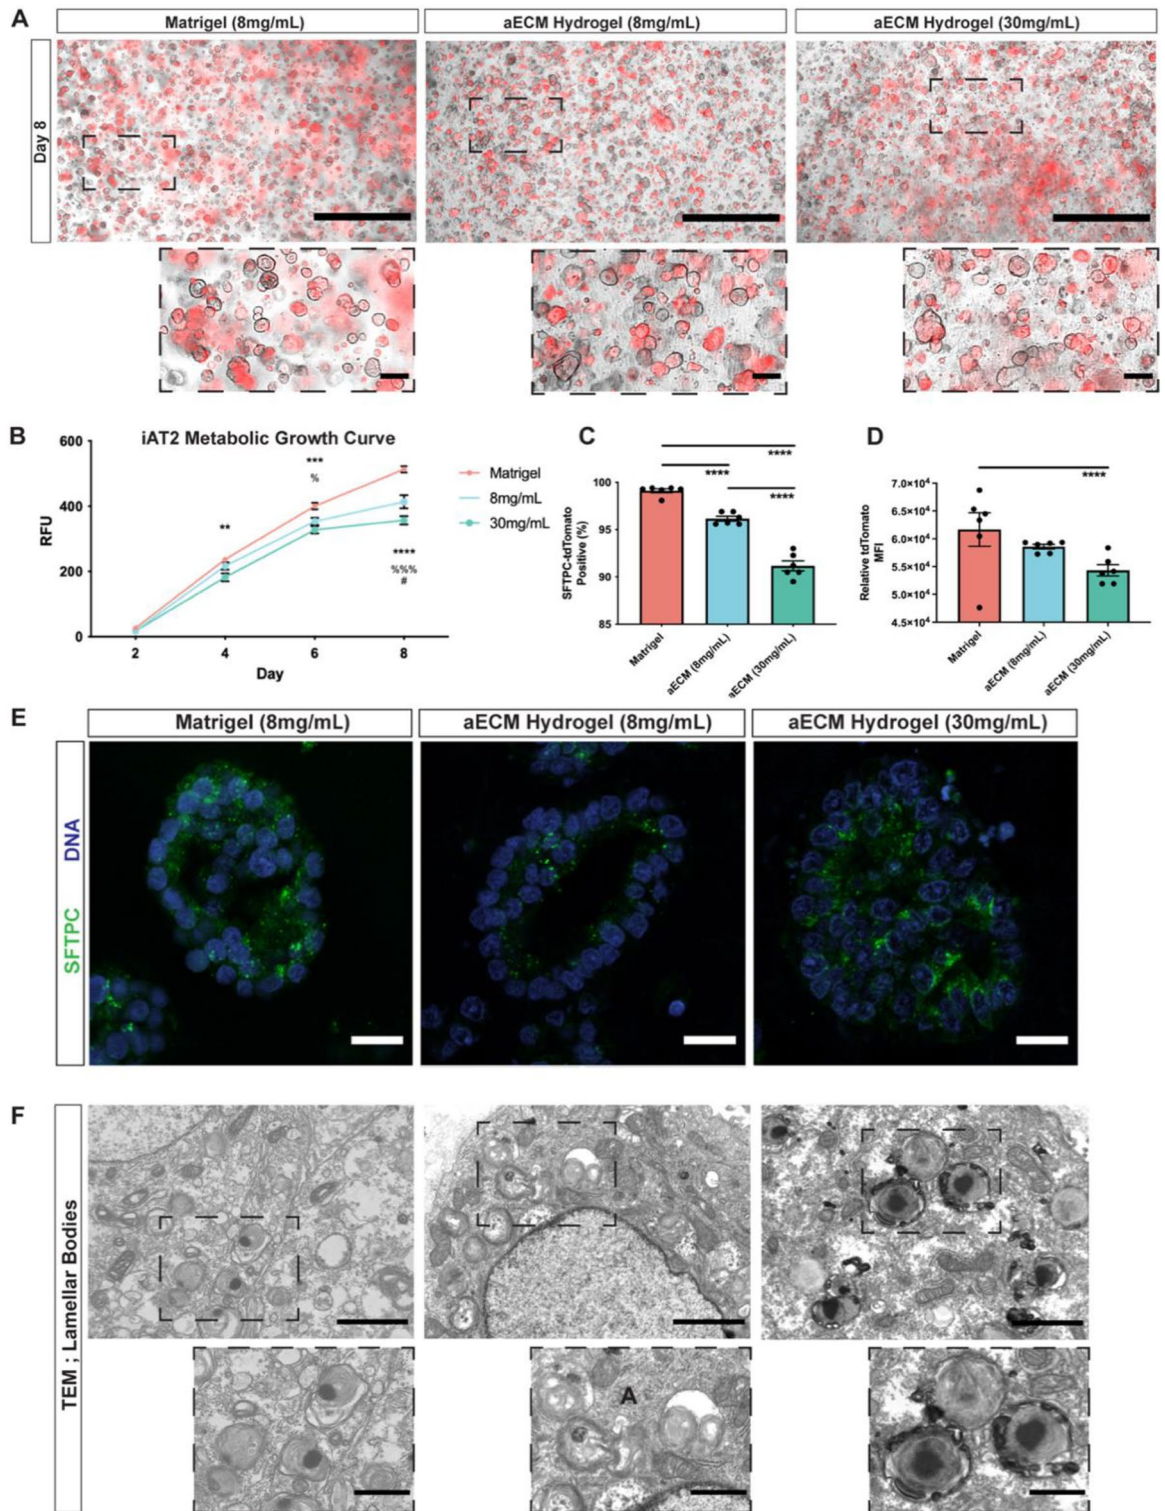 A
Matrigel (8mg/mL)
aECM Hydrogel (8mg/mL)
aECM Hydrogel (30mg/mL)
Day 8
B
iAT2 Metabolic Growth Curve
600
400
200
0
RFU
2
4
6
8
Day
**
***
%
****
%%%
#
Matrigel
8mg/mL
30mg/mL
C
****
****
****
100
95
90
85
SFTPC-tdTomato
Positive (%)
Matrigel
aECM (8mg/mL)
aECM (30mg/mL)
D
****
7.0×10⁴
6.5×10⁴
6.0×10⁴
5.5×10⁴
5.0×10⁴
4.5×10⁴
Relative tdTomato
MFI
Matrigel
aECM (8mg/mL)
aECM (30mg/mL)
E
Matrigel (8mg/mL)
aECM Hydrogel (8mg/mL)
aECM Hydrogel (30mg/mL)
SFTPC DNA
F
TEM ; Lamellar Bodies
A